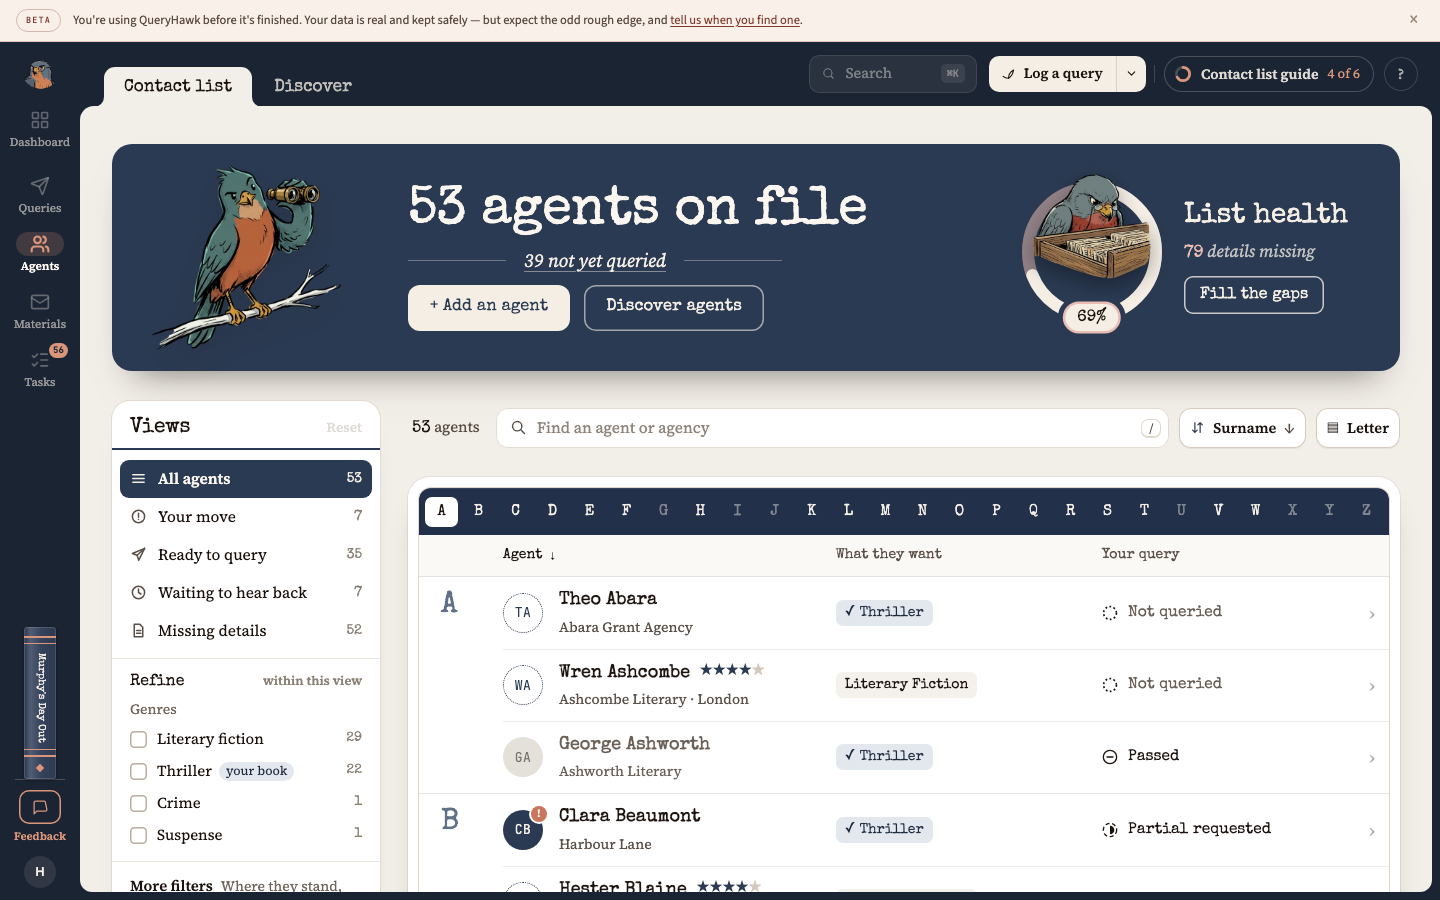 BETA
You're using QueryHawk before it's finished. Your data is real and kept safely — but expect the odd rough edge, and tell us when you find one.
×
Contact list
Discover
Search
⌘K
Log a query
Contact list guide 4 of 6
?
Dashboard
Queries
Agents
Materials
56
Tasks
Murphy's Day Out
Feedback
H
53 agents on file
39 not yet queried
+ Add an agent
Discover agents
69%
List health
79 details missing
Fill the gaps
Views
Reset
All agents 53
Your move 7
Ready to query 35
Waiting to hear back 7
Missing details 52
Refine
within this view
Genres
Literary fiction 29
Thriller your book 22
Crime 1
Suspense 1
More filters Where they stand,
53 agents
Find an agent or agency
/
Surname ↓
Letter
A B C D E F G H I J K L M N O P Q R S T U V W X Y Z
Agent ↓
What they want
Your query
A
TA
Theo Abara
Abara Grant Agency
✓ Thriller
Not queried
WA
Wren Ashcombe ★★★★★
Ashcombe Literary · London
Literary Fiction
Not queried
GA
George Ashworth
Ashworth Literary
✓ Thriller
Passed
B
CB
!
Clara Beaumont
Harbour Lane
✓ Thriller
Partial requested
Hester Blaine ★★★★★